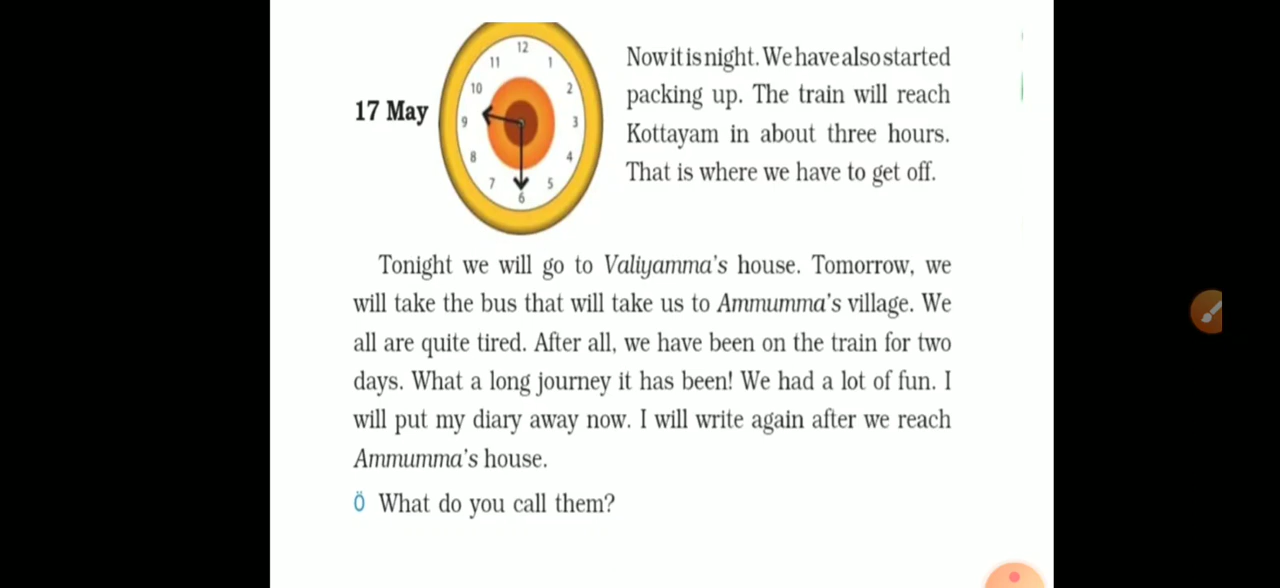 12
11 1
10 2
17 May
9 3
8 4
7 5
6
Now it is night. We have also started
packing up. The train will reach
Kottayam in about three hours.
That is where we have to get off.
Tonight we will go to Valiyamma's house. Tomorrow, we
will take the bus that will take us to Ammumma's village. We
all are quite tired. After all, we have been on the train for two
days. What a long journey it has been! We had a lot of fun. I
will put my diary away now. I will write again after we reach
Ammumma's house.
Ö What do you call them?